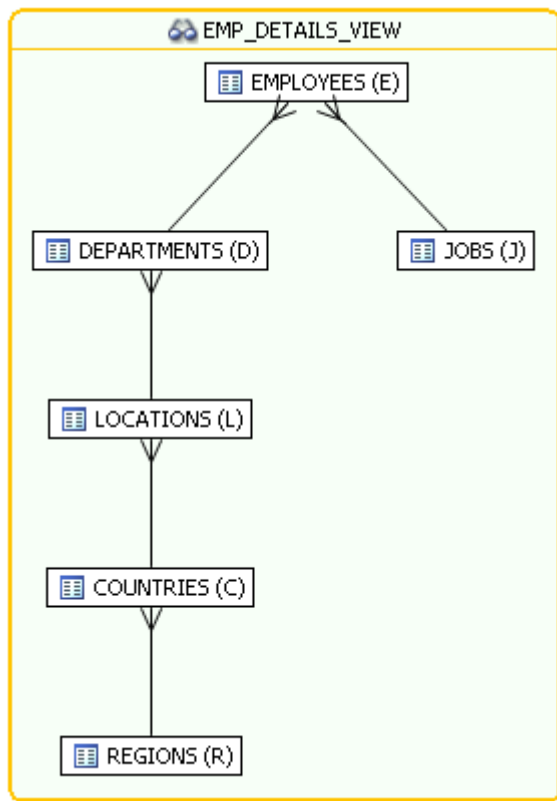 EMP_DETAILS_VIEW
EMPLOYEES (E)
DEPARTMENTS (D)
JOBS (J)
LOCATIONS (L)
COUNTRIES (C)
REGIONS (R)